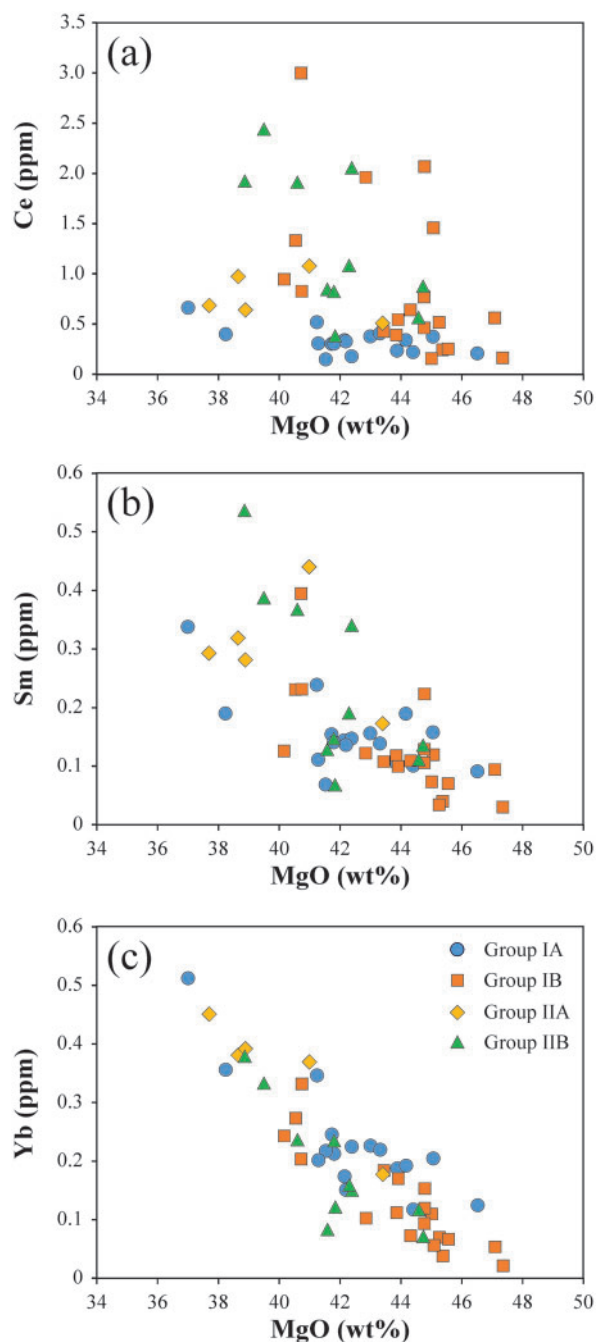 (a)
Ce (ppm)
3.5
3.0
2.5
2.0
1.5
1.0
0.5
0
34 36 38 40 42 44 46 48 50
MgO (wt%)
(b)
Sm (ppm)
0.6
0.5
0.4
0.3
0.2
0.1
0
34 36 38 40 42 44 46 48 50
MgO (wt%)
(c)
Yb (ppm)
0.6
0.5
0.4
0.3
0.2
0.1
0
Group IA
Group IB
Group IIA
Group IIB
34 36 38 40 42 44 46 48 50
MgO (wt%)